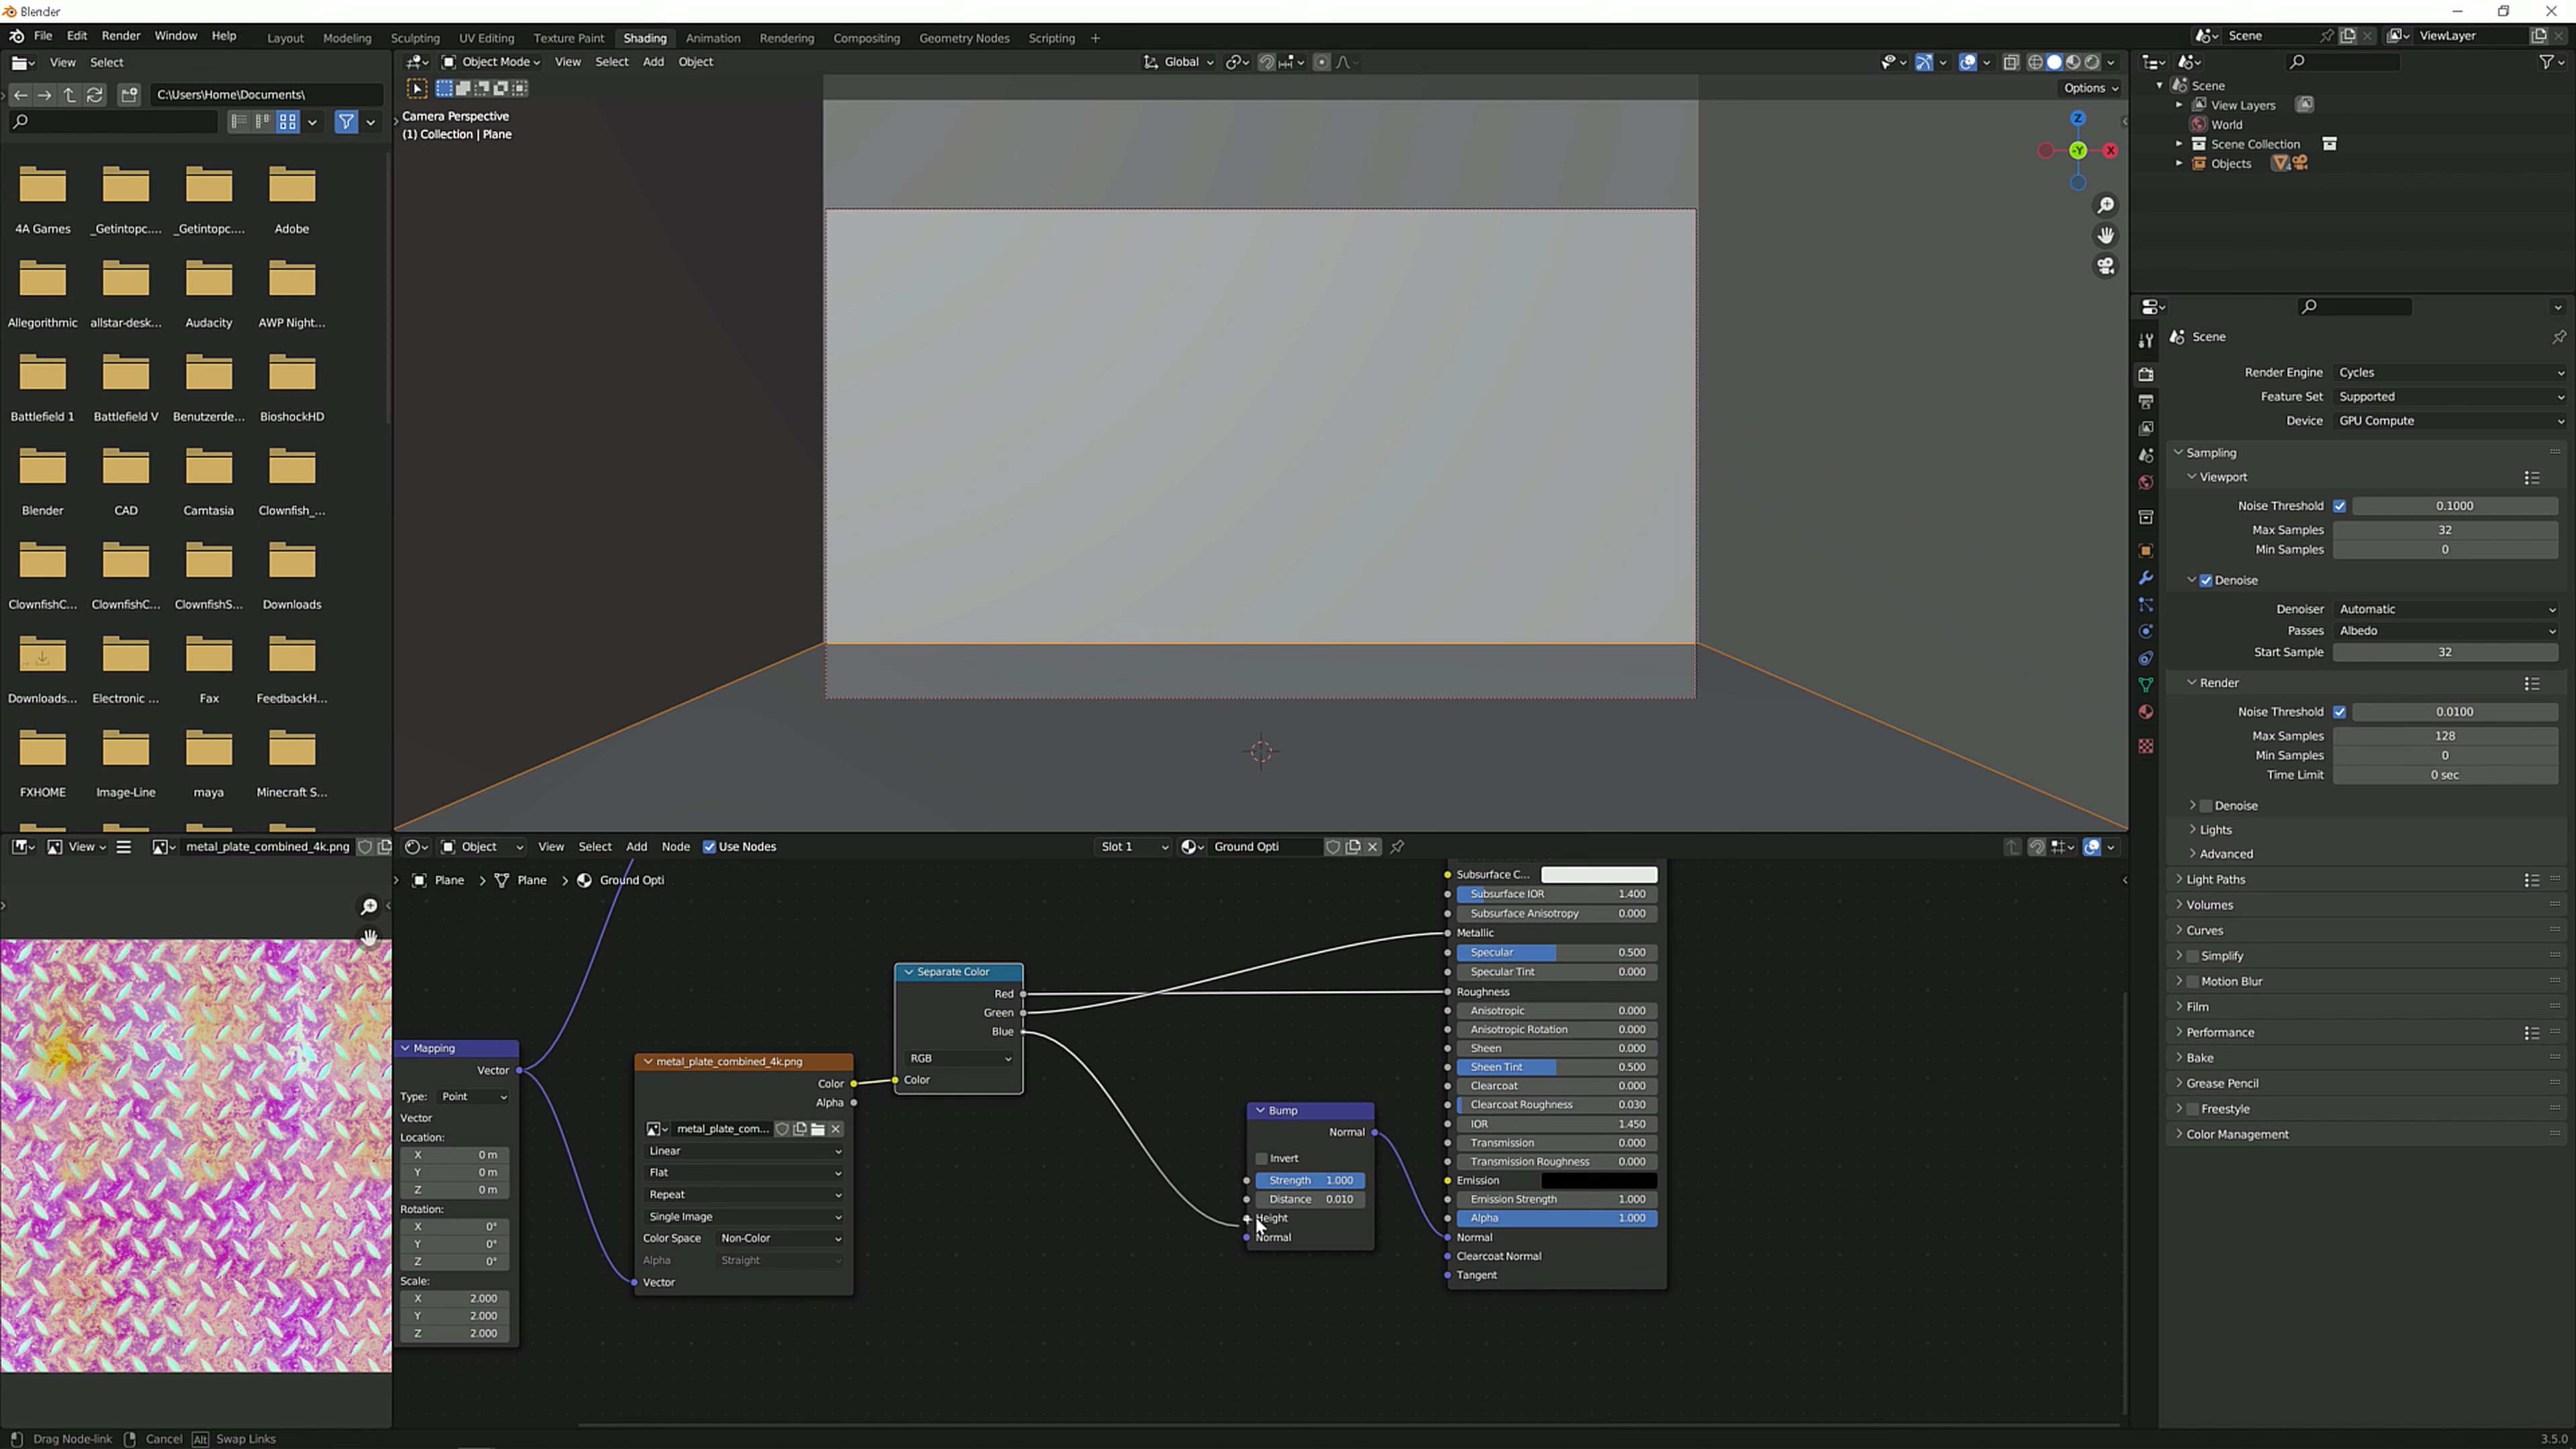 Blender
File Edit Render Window Help Layout Modeling Sculpting UV Editing Texture Paint Shading Animation Rendering Compositing Geometry Nodes Scripting + Scene ViewLayer
View Select
C:\Users\Home\Documents\
4A Games _Getintopc.... _Getintopc.... Adobe
Allegorithmic allstar-desk... Audacity AWP Night...
Battlefield 1 Battlefield V Benutzerde... BioshockHD
Blender CAD Camtasia Clownfish_...
ClownfishC... ClownfishC... ClownfishS... Downloads
Downloads... Electronic ... Fax FeedbackH...
FXHOME Image-Line maya Minecraft S...
Object Mode View Select Add Object Global
Options
Camera Perspective
(1) Collection | Plane
Z
-Y X
Scene
View Layers
World
Scene Collection
Objects
Scene
Render Engine Cycles
Feature Set Supported
Device GPU Compute
Sampling
Viewport
Noise Threshold 0.1000
Max Samples 32
Min Samples 0
Denoise
Denoiser Automatic
Passes Albedo
Start Sample 32
Render
Noise Threshold 0.0100
Max Samples 128
Min Samples 0
Time Limit 0 sec
Denoise
Lights
Advanced
Light Paths
Volumes
Curves
Simplify
Motion Blur
Film
Performance
Bake
Grease Pencil
Freestyle
Color Management
View metal_plate_combined_4k.png
Object View Select Add Node Use Nodes Slot 1 Ground Opti
Plane > Plane > Ground Opti
Mapping
Vector
Type: Point
Vector
Location:
X 0 m
Y 0 m
Z 0 m
Rotation:
X 0°
Y 0°
Z 0°
Scale:
X 2.000
Y 2.000
Z 2.000
metal_plate_combined_4k.png
Color
Alpha
metal_plate_com...
Linear
Flat
Repeat
Single Image
Color Space Non-Color
Alpha Straight
Vector
Separate Color
Red
Green
Blue
RGB
Color
Bump
Normal
Invert
Strength 1.000
Distance 0.010
Height
Normal
Subsurface C...
Subsurface IOR 1.400
Subsurface Anisotropy 0.000
Metallic
Specular 0.500
Specular Tint 0.000
Roughness
Anisotropic 0.000
Anisotropic Rotation 0.000
Sheen 0.000
Sheen Tint 0.500
Clearcoat 0.000
Clearcoat Roughness 0.030
IOR 1.450
Transmission 0.000
Transmission Roughness 0.000
Emission
Emission Strength 1.000
Alpha 1.000
Normal
Clearcoat Normal
Tangent
Drag Node-link Cancel Alt Swap Links
3.5.0